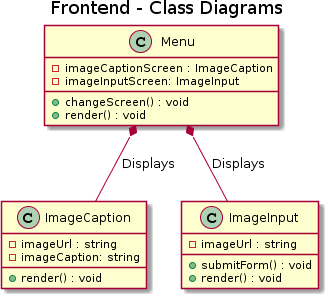 Frontend - Class Diagrams
C Menu
imageCaptionScreen : ImageCaption
imageInputScreen: ImageInput
changeScreen() : void
render() : void
Displays
Displays
C ImageCaption
imageUrl : string
imageCaption: string
render() : void
C ImageInput
imageUrl : string
submitForm() : void
render() : void